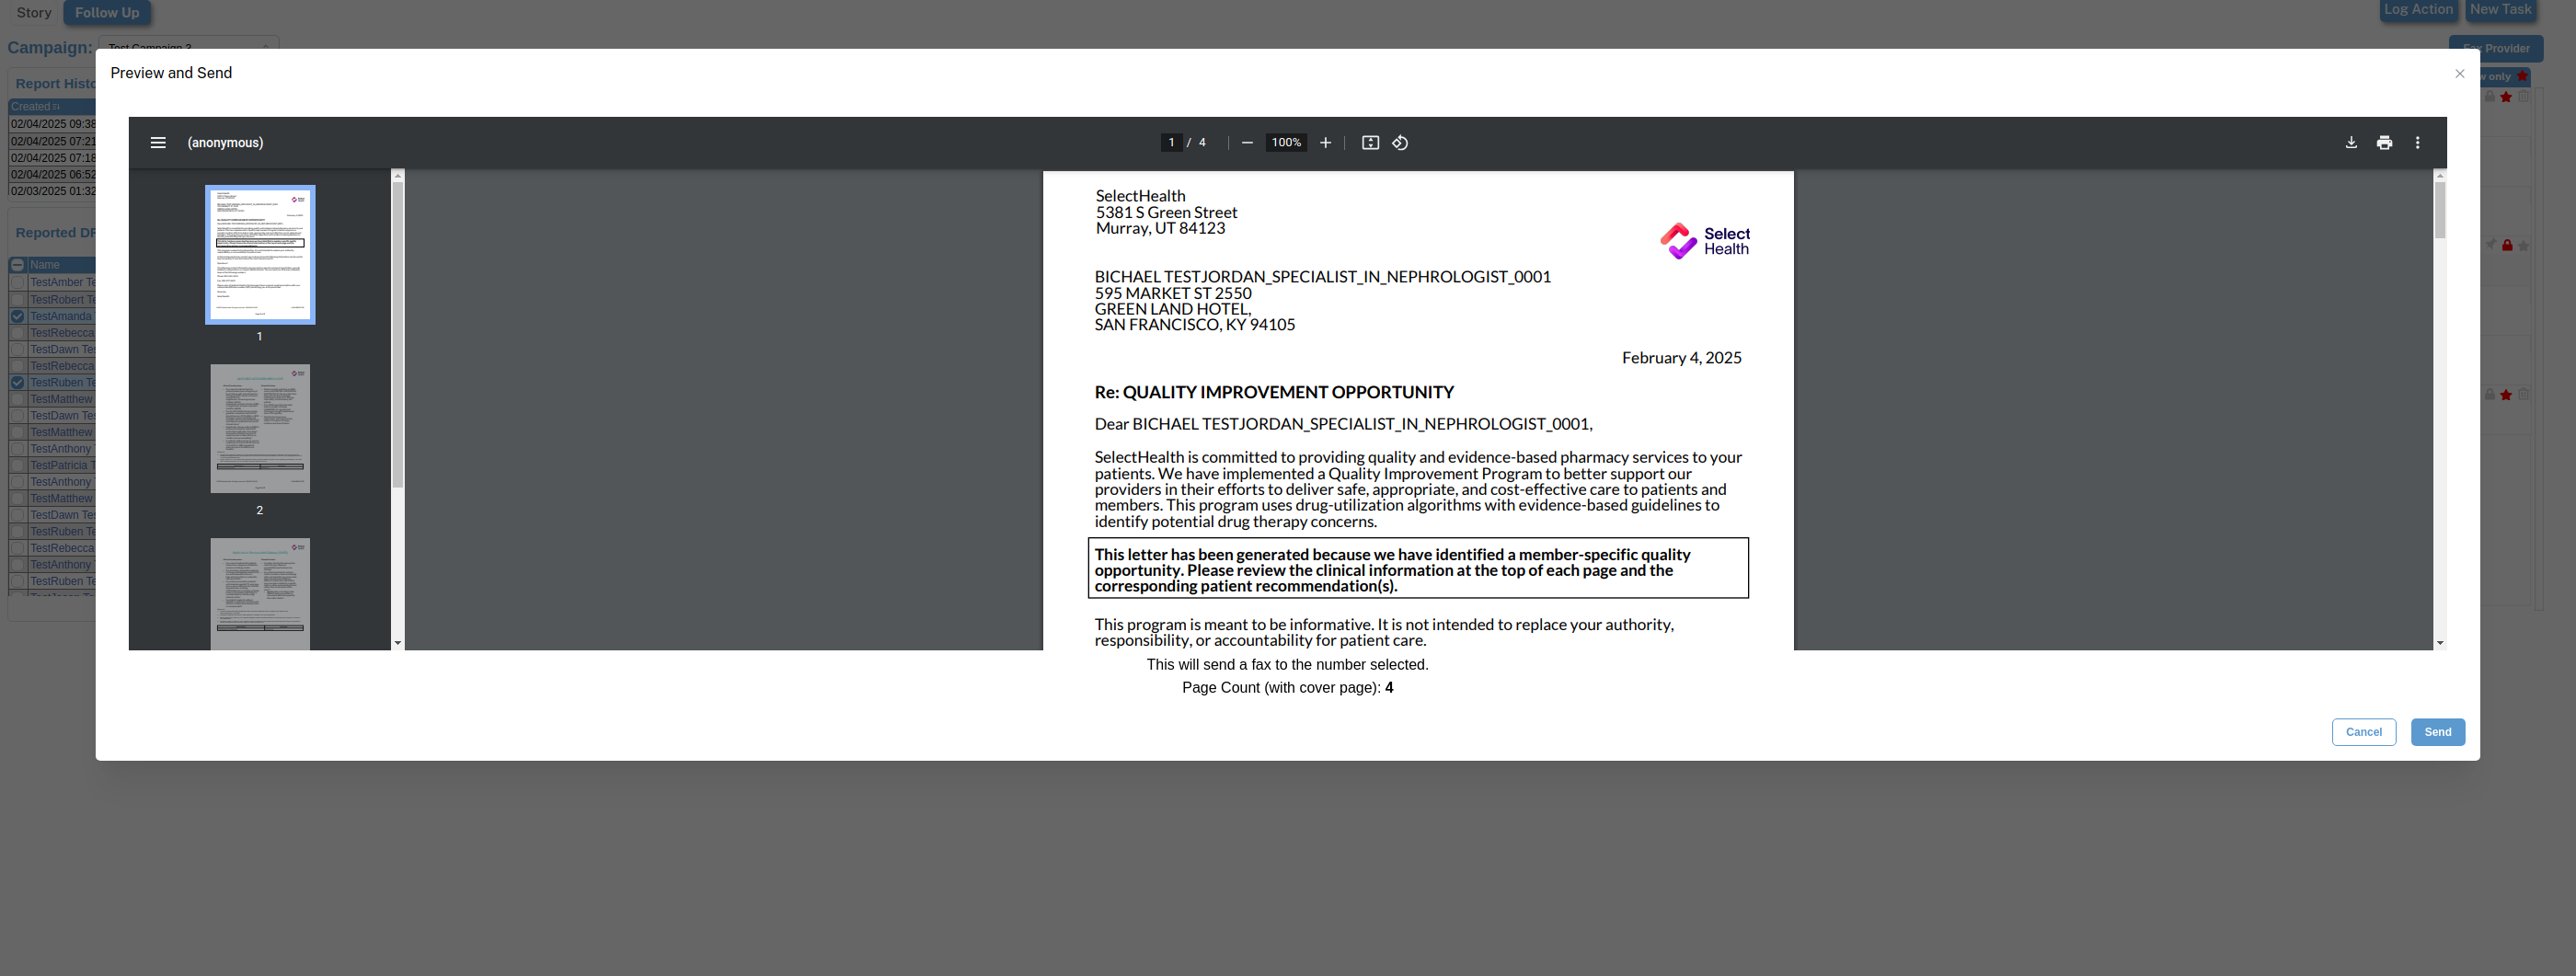 Story
Follow Up
Log Action
New Task
Campaign:
Test Campaign 2
Provider
Preview and Send
Report Histo
w only
Created
02/04/2025 09:38
02/04/2025 07:21
02/04/2025 07:18
02/04/2025 06:52
02/03/2025 01:32
Reported DR
Name
TestAmber Te
TestRobert Te
TestAmanda
TestRebecca
TestDawn Tes
TestRebecca
TestRuben Te
TestMatthew
TestDawn Tes
TestMatthew
TestAnthony T
TestPatricia T
TestAnthony T
TestMatthew
TestDawn Tes
TestRuben Te
TestRebecca
TestAnthony T
TestRuben Te
(anonymous)
1 / 4
100%
1
2
SelectHealth
5381 S Green Street
Murray, UT 84123
Select
Health
BICHAEL TESTJORDAN_SPECIALIST_IN_NEPHROLOGIST_0001
595 MARKET ST 2550
GREEN LAND HOTEL,
SAN FRANCISCO, KY 94105
February 4, 2025
Re: QUALITY IMPROVEMENT OPPORTUNITY
Dear BICHAEL TESTJORDAN_SPECIALIST_IN_NEPHROLOGIST_0001,
SelectHealth is committed to providing quality and evidence-based pharmacy services to your
patients. We have implemented a Quality Improvement Program to better support our
providers in their efforts to deliver safe, appropriate, and cost-effective care to patients and
members. This program uses drug-utilization algorithms with evidence-based guidelines to
identify potential drug therapy concerns.
This letter has been generated because we have identified a member-specific quality
opportunity. Please review the clinical information at the top of each page and the
corresponding patient recommendation(s).
This program is meant to be informative. It is not intended to replace your authority,
responsibility, or accountability for patient care.
This will send a fax to the number selected.
Page Count (with cover page): 4
Cancel
Send